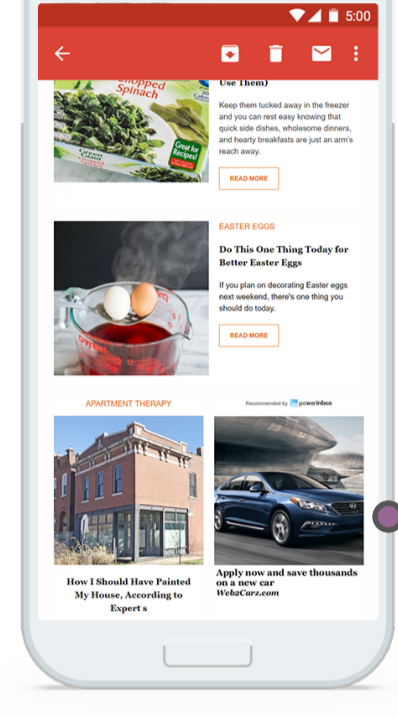 5:00
Chopped
Spinach
Green
Giant
Great for
Recipes!
Use Them)
Keep them tucked away in the freezer
and you can rest easy knowing that
quick side dishes, wholesome dinners,
and hearty breakfasts are just an arm's
reach away.
READ MORE
EASTER EGGS
Do This One Thing Today for
Better Easter Eggs
If you plan on decorating Easter eggs
next weekend, there's one thing you
should do today.
READ MORE
APARTMENT THERAPY
How I Should Have Painted
My House, According to
Expert s
Recommended by powerinbox
Apply now and save thousands
on a new car
WebzCarz.com